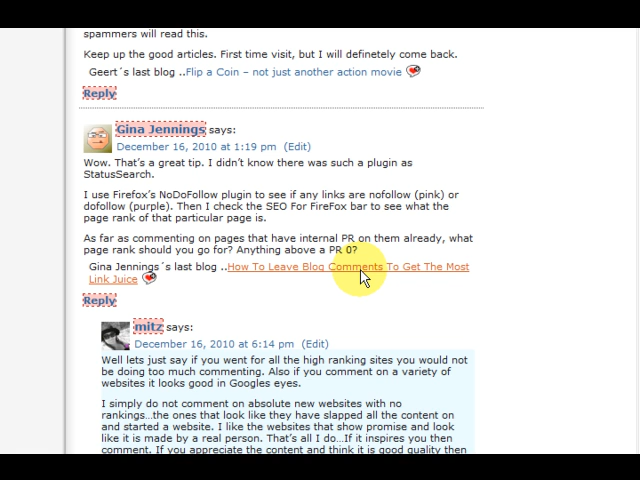 spammers will read this.
Keep up the good articles. First time visit, but I will definetely come back.
Geert´s last blog ..Flip a Coin – not just another action movie
Reply
Gina Jennings says:
December 16, 2010 at 1:19 pm (Edit)
Wow. That's a great tip. I didn't know there was such a plugin as
StatusSearch.
I use Firefox's NoDoFollow plugin to see if any links are nofollow (pink) or
dofollow (purple). Then I check the SEO For FireFox bar to see what the
page rank of that particular page is.
As far as commenting on pages that have internal PR on them already, what
page rank should you go for? Anything above a PR 0?
Gina Jennings´s last blog ..How To Leave Blog Comments To Get The Most
Link Juice
Reply
mitz says:
December 16, 2010 at 6:14 pm (Edit)
Well lets just say if you went for all the high ranking sites you would not
be doing too much commenting. Also if you comment on a variety of
websites it looks good in Googles eyes.
I simply do not comment on absolute new websites with no
rankings…the ones that look like they have slapped all the content on
and started a website. I like the websites that show promise and look
like it is made by a real person. That's all I do…If it inspires you then
comment. If you appreciate the content and think it is good quality then